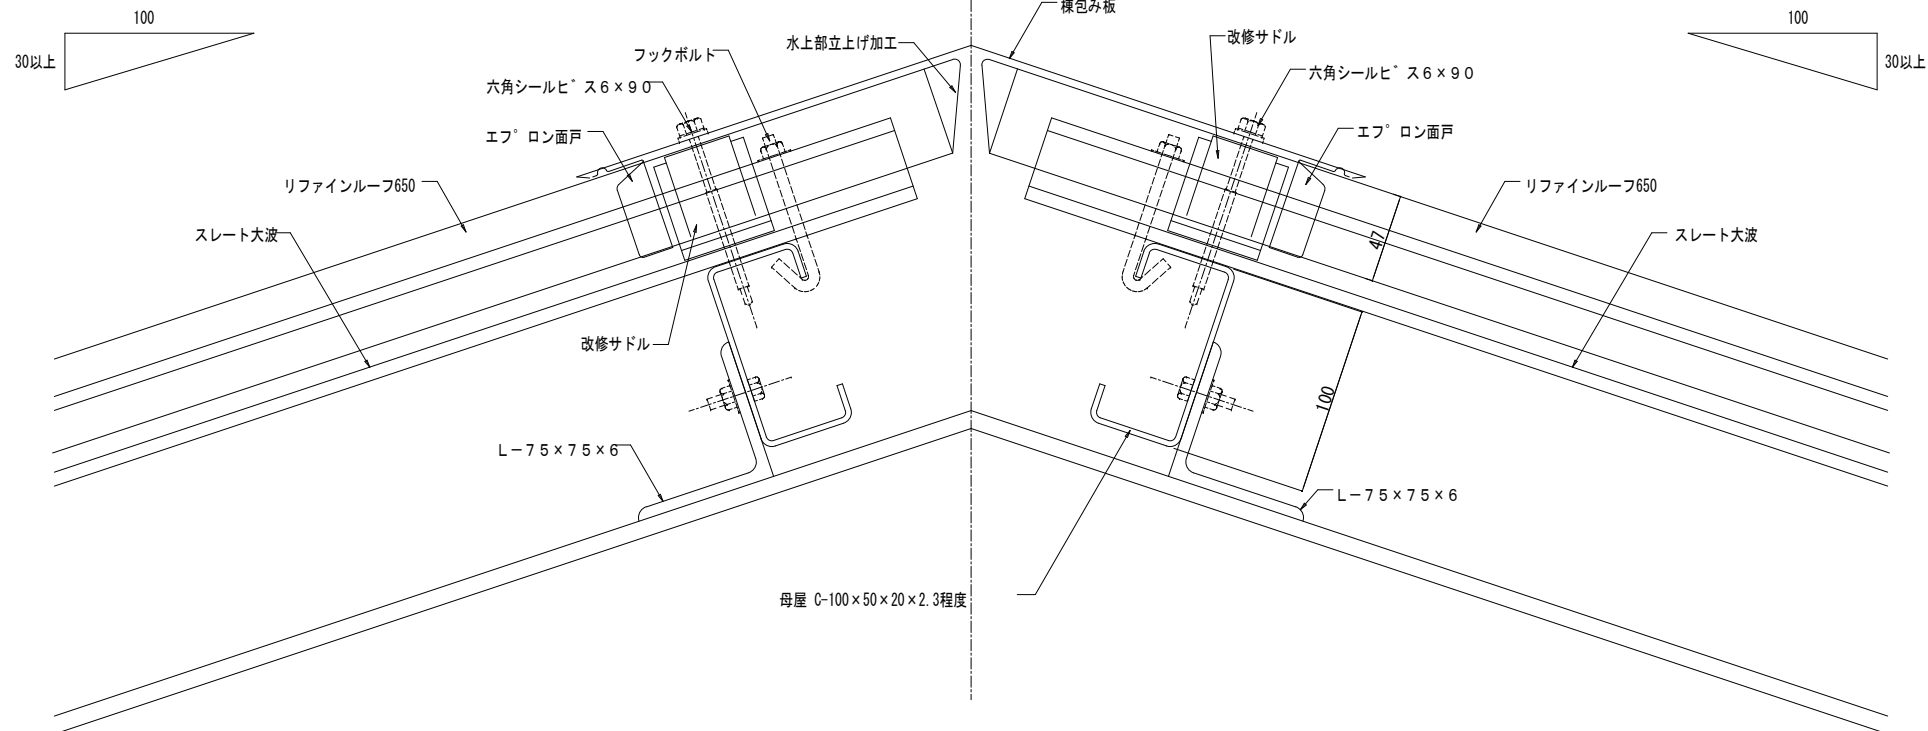 100
30以上
フックボルト
水上部立上げ加工
棟包み板
改修サドル
100
30以上
六角シールビス６×９０
六角シールビス６×９０
エプロン面戸
エプロン面戸
リファインルーフ650
リファインルーフ650
スレート大波
スレート大波
47
改修サドル
100
Ｌ－７５×７５×６
Ｌ－７５×７５×６
母屋 C-100×50×20×2.3程度